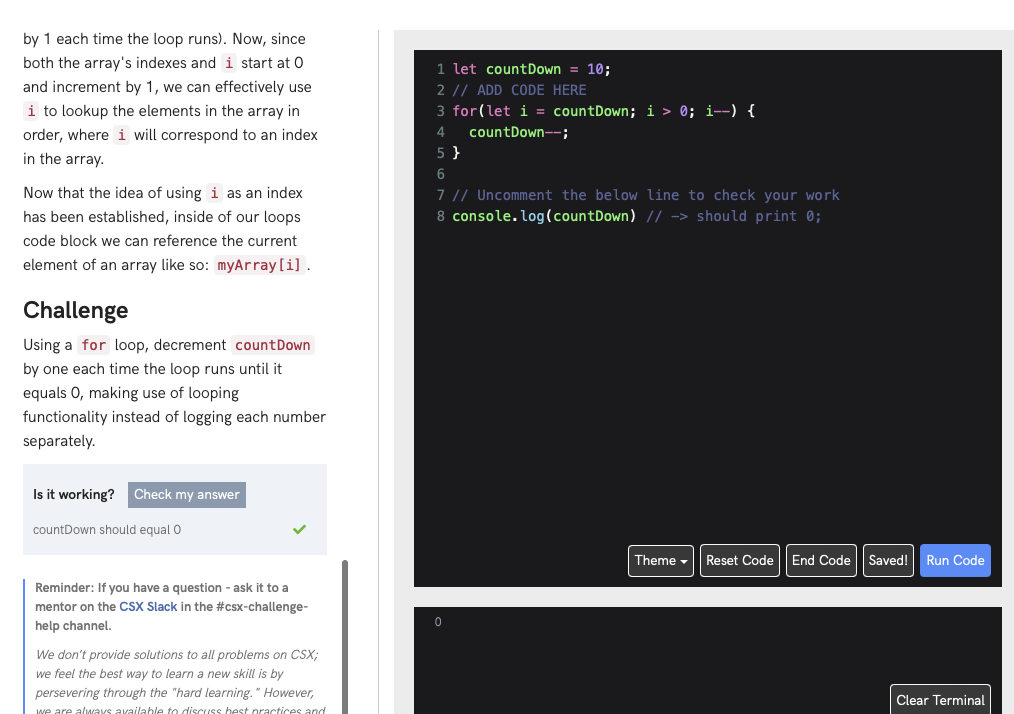 by 1 each time the loop runs). Now, since
both the array's indexes and i start at 0
and increment by 1, we can effectively use
i to lookup the elements in the array in
order, where i will correspond to an index
in the array.
Now that the idea of using i as an index
has been established, inside of our loops
code block we can reference the current
element of an array like so: myArray[i].
Challenge
Using a for loop, decrement countDown
by one each time the loop runs until it
equals 0, making use of looping
functionality instead of logging each number
separately.
Is it working? Check my answer
countDown should equal 0
Reminder: If you have a question - ask it to a
mentor on the CSX Slack in the #csx-challenge-
help channel.
We don't provide solutions to all problems on CSX;
we feel the best way to learn a new skill is by
persevering through the "hard learning." However,
we are always available to discuss best practices and
1 let countDown = 10;
2 // ADD CODE HERE
3 for(let i = countDown; i > 0; i--) {
4   countDown--;
5 }
6
7 // Uncomment the below line to check your work
8 console.log(countDown) // -> should print 0;
Theme Reset Code End Code Saved! Run Code
0
Clear Terminal